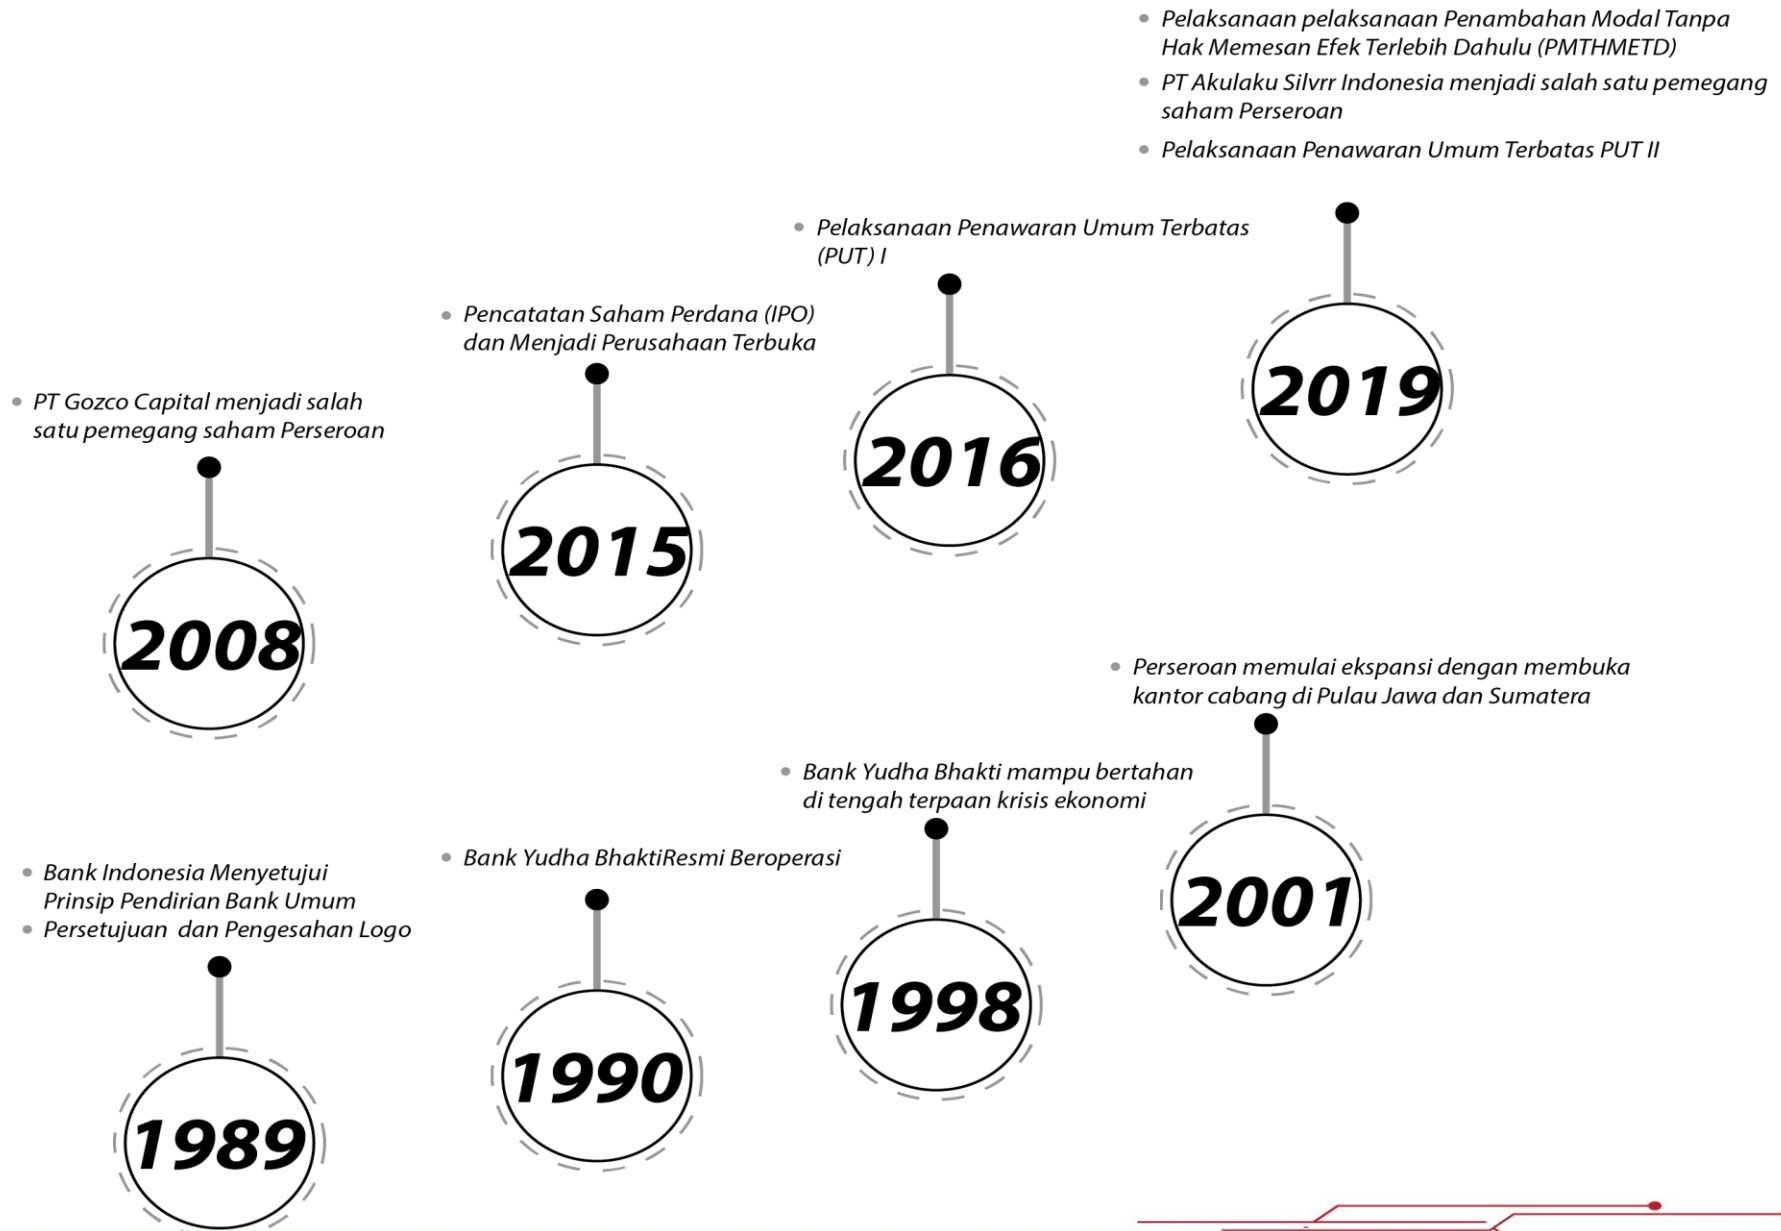 • Pelaksanaan pelaksanaan Penambahan Modal Tanpa
Hak Memesan Efek Terlebih Dahulu (PMTHMETD)
• PT Akulaku Silvrr Indonesia menjadi salah satu pemegang
saham Perseroan
• Pelaksanaan Penawaran Umum Terbatas PUT II
2019
• Pelaksanaan Penawaran Umum Terbatas
(PUT) I
2016
• Pencatatan Saham Perdana (IPO)
dan Menjadi Perusahaan Terbuka
2015
• PT Gozco Capital menjadi salah
satu pemegang saham Perseroan
2008
• Perseroan memulai ekspansi dengan membuka
kantor cabang di Pulau Jawa dan Sumatera
2001
• Bank Yudha Bhakti mampu bertahan
di tengah terpaan krisis ekonomi
1998
• Bank Yudha BhaktiResmi Beroperasi
1990
• Bank Indonesia Menyetujui
Prinsip Pendirian Bank Umum
• Persetujuan  dan Pengesahan Logo
1989